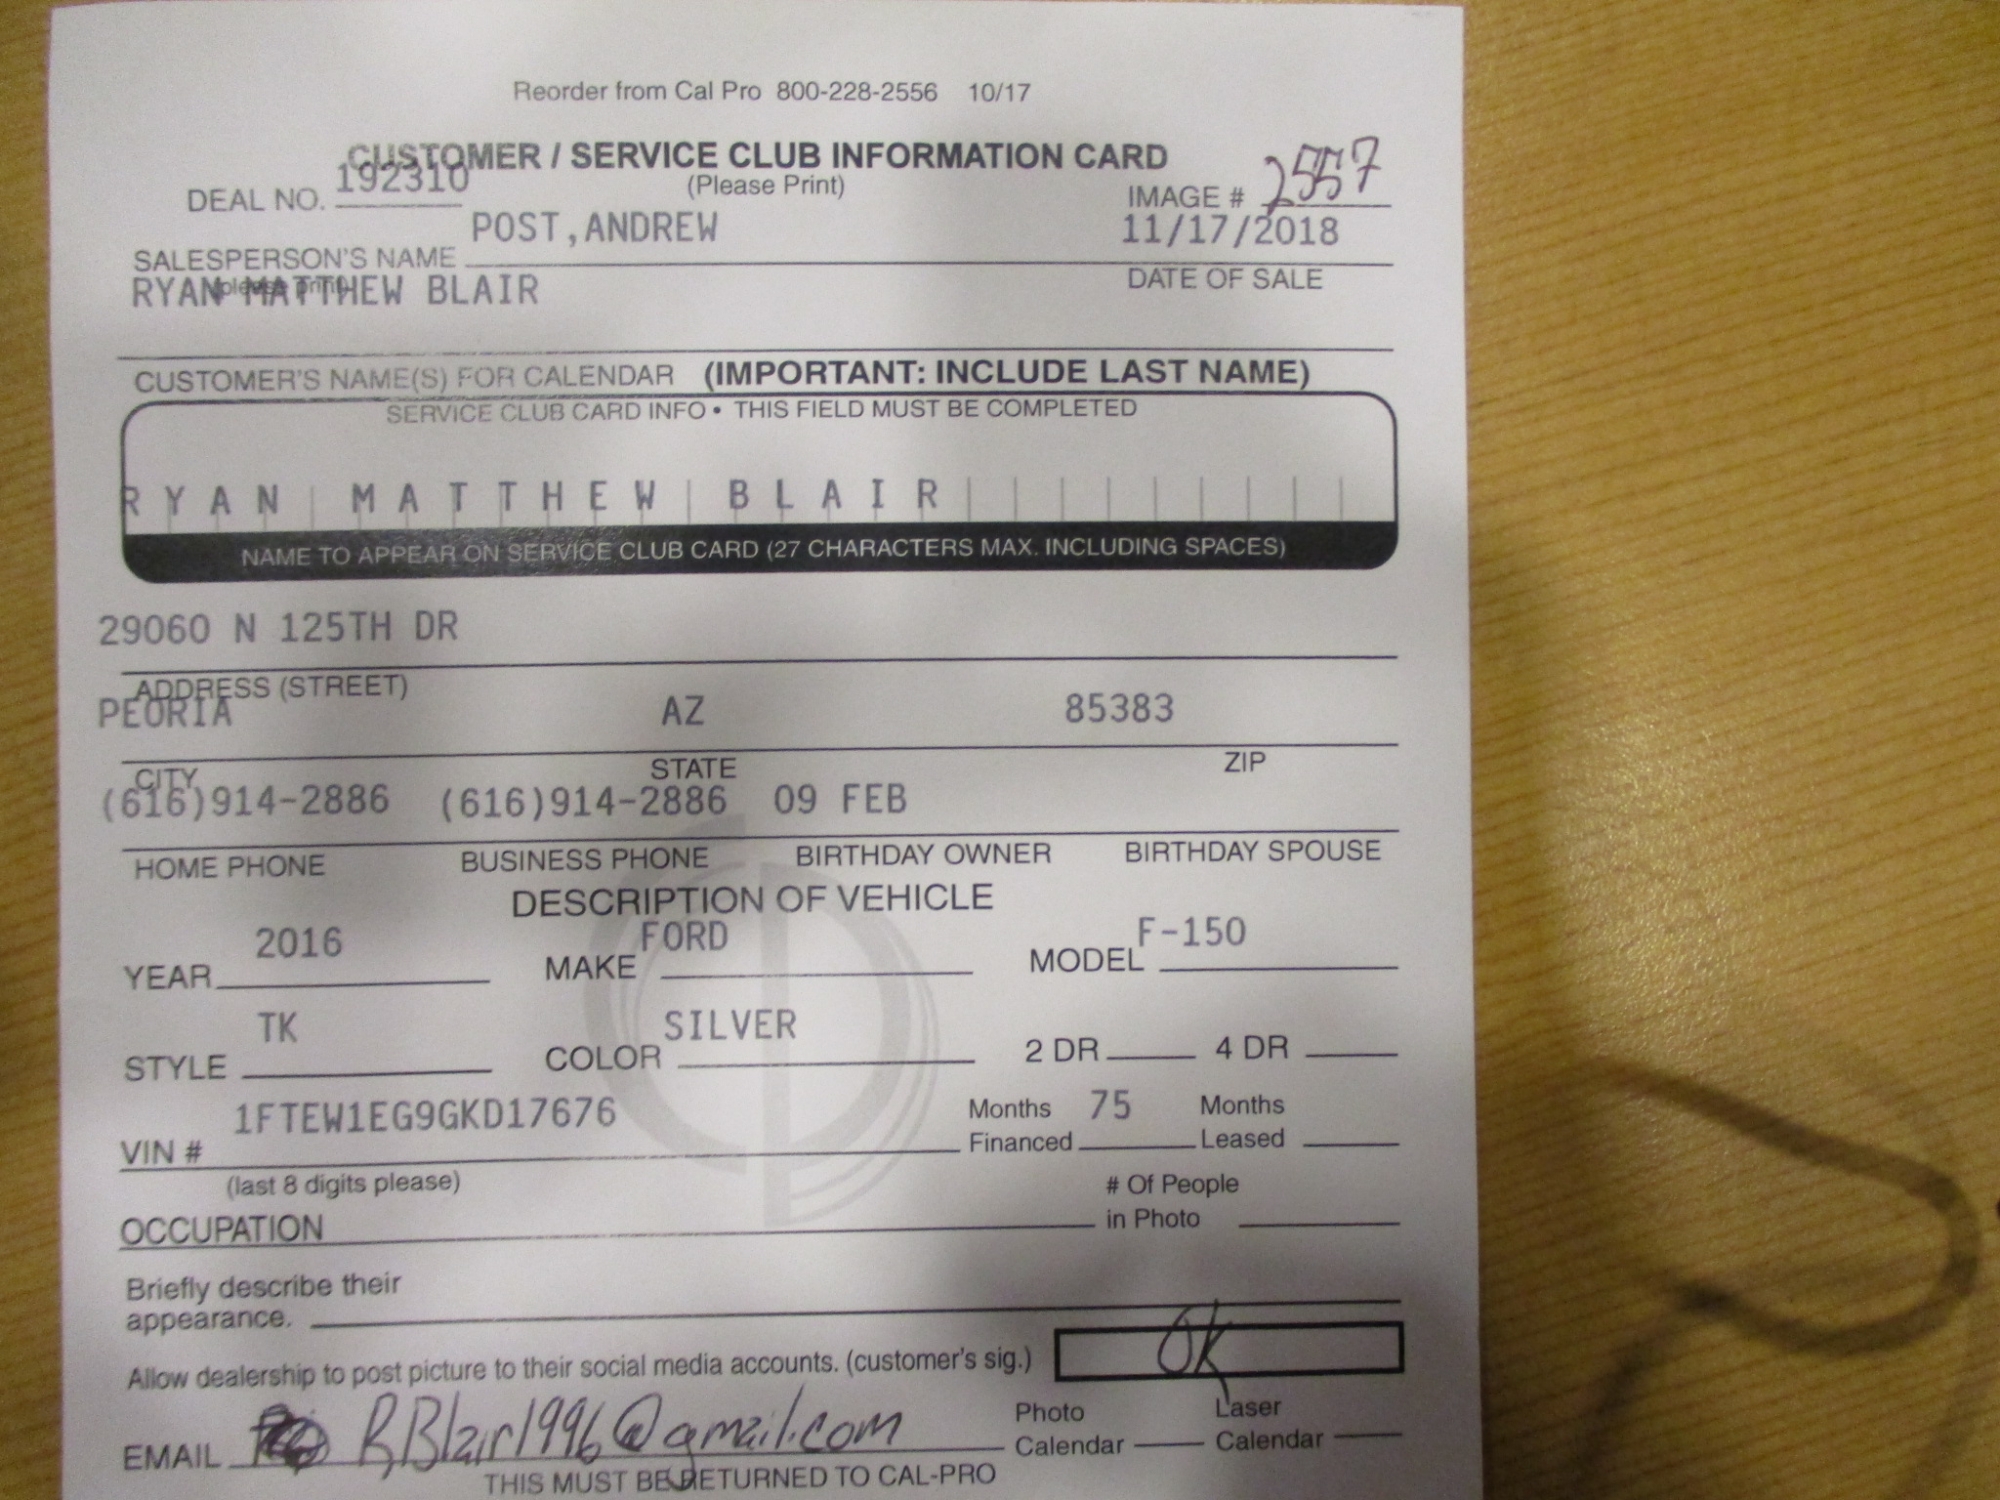 Reorder from Cal Pro 800-228-2556 10/17
CUSTOMER / SERVICE CLUB INFORMATION CARD
(Please Print)
DEAL NO. 192310
IMAGE # 2557
SALESPERSON'S NAME POST,ANDREW
(please print)
11/17/2018
DATE OF SALE
RYAN MATTHEW BLAIR
CUSTOMER'S NAME(S) FOR CALENDAR (IMPORTANT: INCLUDE LAST NAME)
SERVICE CLUB CARD INFO • THIS FIELD MUST BE COMPLETED
RYAN MATTHEW BLAIR
NAME TO APPEAR ON SERVICE CLUB CARD (27 CHARACTERS MAX. INCLUDING SPACES)
29060 N 125TH DR
ADDRESS (STREET)
PEORIA AZ 85383
CITY STATE ZIP
(616)914-2886 (616)914-2886 09 FEB
HOME PHONE BUSINESS PHONE BIRTHDAY OWNER BIRTHDAY SPOUSE
DESCRIPTION OF VEHICLE
YEAR 2016 MAKE FORD MODEL F-150
STYLE TK COLOR SILVER 2 DR 4 DR
VIN # 1FTEW1EG9GKD17676
(last 8 digits please)
Months Financed 75 Months Leased
OCCUPATION
# Of People in Photo
Briefly describe their
appearance.
Allow dealership to post picture to their social media accounts. (customer's sig.) OK
EMAIL RBlair1996@gmail.com
Photo Calendar Laser Calendar
THIS MUST BE RETURNED TO CAL-PRO